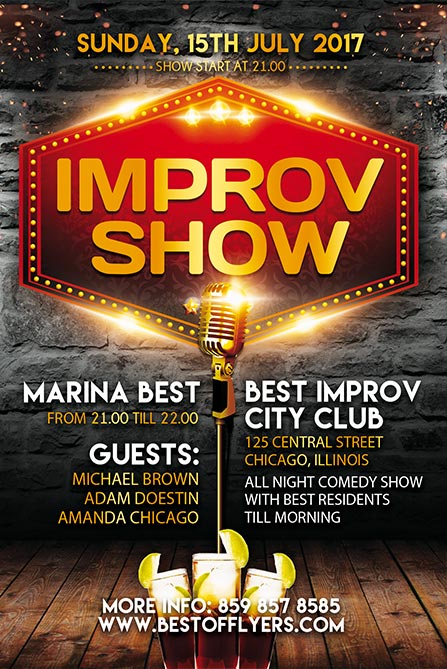 SUNDAY, 15TH JULY 2017
SHOW START AT 21.00
IMPROV
SHOW
MARINA BEST
FROM 21.00 TILL 22.00
GUESTS:
MICHAEL BROWN
ADAM DOESTIN
AMANDA CHICAGO
BEST IMPROV
CITY CLUB
125 CENTRAL STREET
CHICAGO, ILLINOIS
ALL NIGHT COMEDY SHOW
WITH BEST RESIDENTS
TILL MORNING
MORE INFO: 859 857 8585
WWW.BESTOFFLYERS.COM